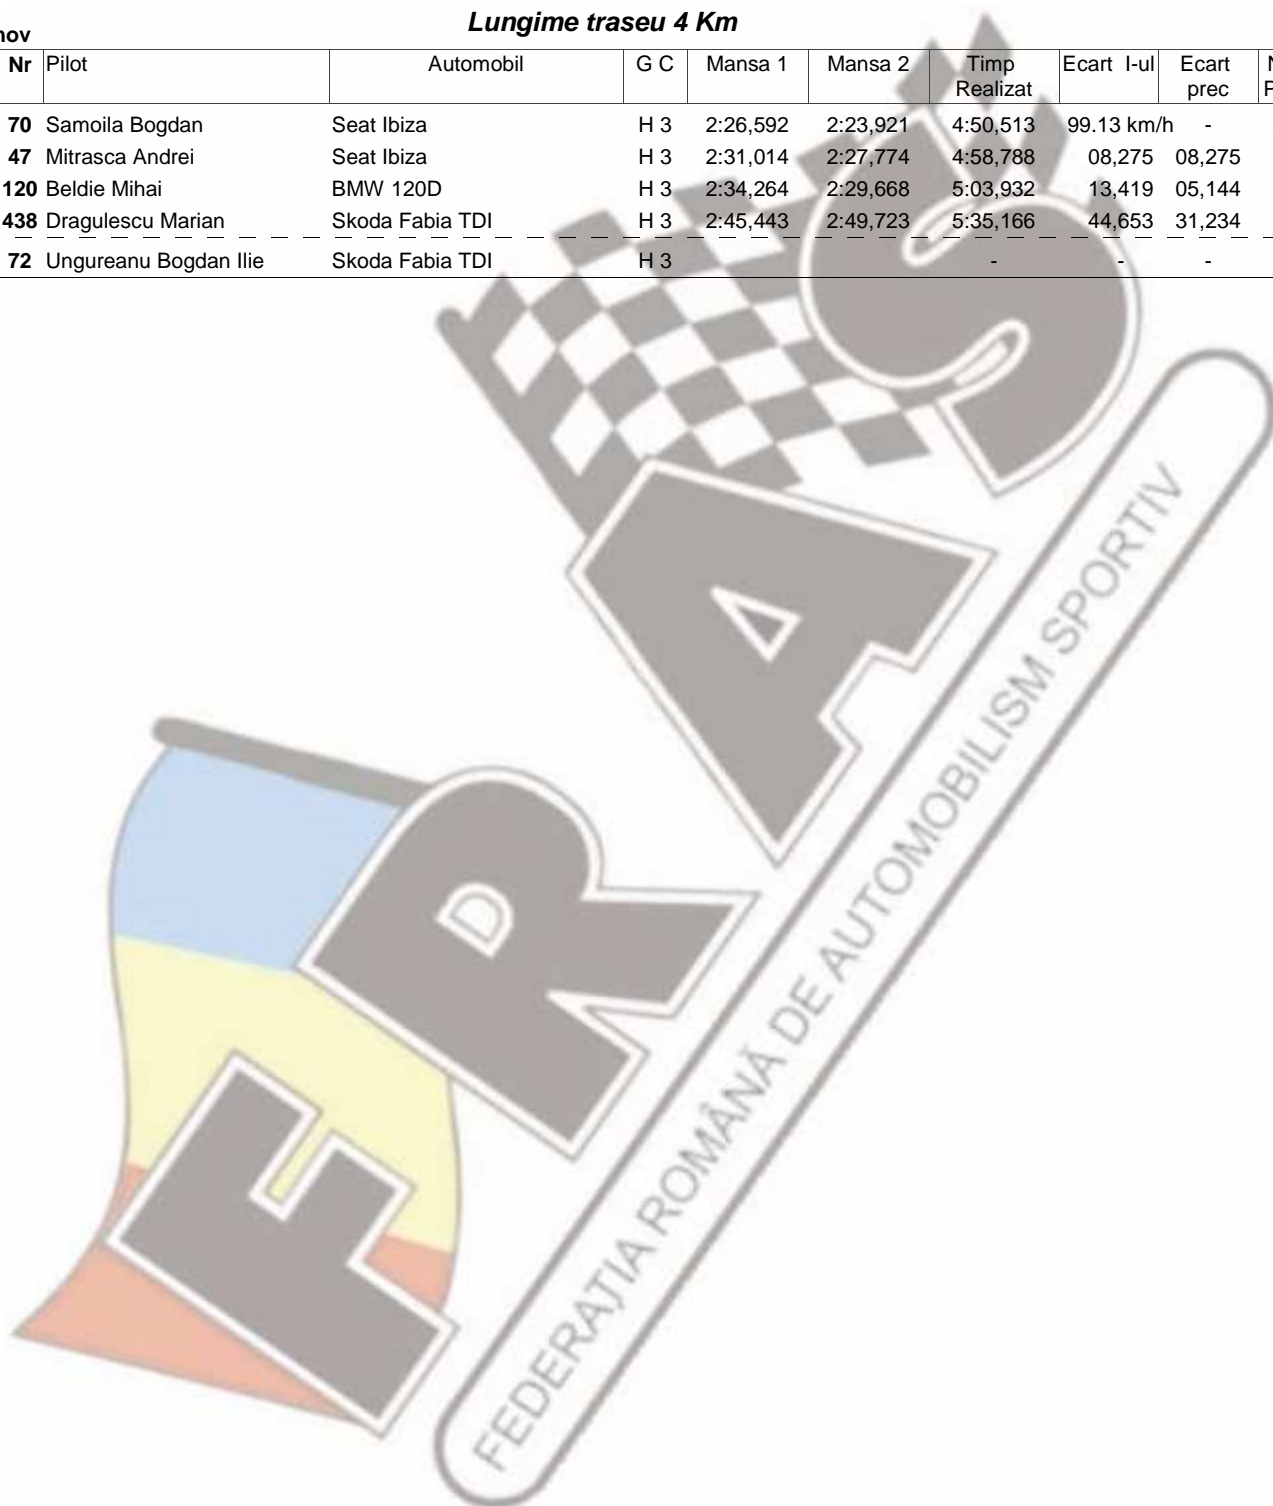 Lungime traseu 4 Km
nov
Nr Pilot Automobil G C Mansa 1 Mansa 2 Timp Realizat Ecart I-ul Ecart prec
70 Samoila Bogdan Seat Ibiza H 3 2:26,592 2:23,921 4:50,513 99.13 km/h -
47 Mitrasca Andrei Seat Ibiza H 3 2:31,014 2:27,774 4:58,788 08,275 08,275
120 Beldie Mihai BMW 120D H 3 2:34,264 2:29,668 5:03,932 13,419 05,144
438 Dragulescu Marian Skoda Fabia TDI H 3 2:45,443 2:49,723 5:35,166 44,653 31,234
72 Ungureanu Bogdan Ilie Skoda Fabia TDI H 3 - - -
FRAS
FEDERAȚIA ROMÂNĂ DE AUTOMOBILISM SPORTIV